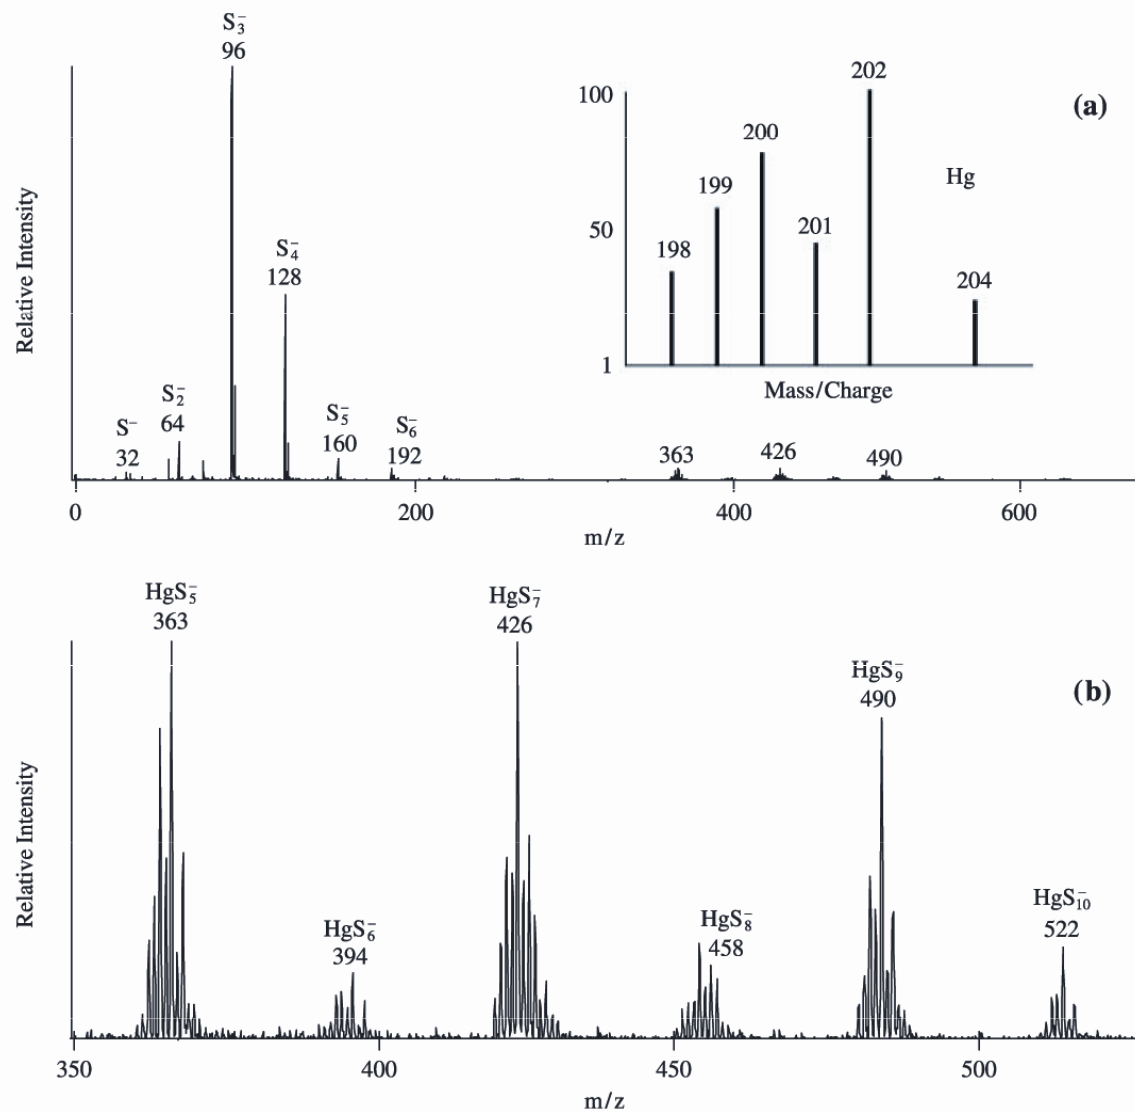 S₃⁻
96
(a)
202
100
200
199
Hg
50
201
198
204
1
Mass/Charge
S₄⁻
128
S₂⁻
64
S⁻
32
S₅⁻
160
S₆⁻
192
363
426
490
Relative Intensity
0 200 400 600
m/z
HgS₅⁻
363
HgS₇⁻
426
HgS₉⁻
490
(b)
HgS₆⁻
394
HgS₈⁻
458
HgS₁₀⁻
522
Relative Intensity
350 400 450 500
m/z